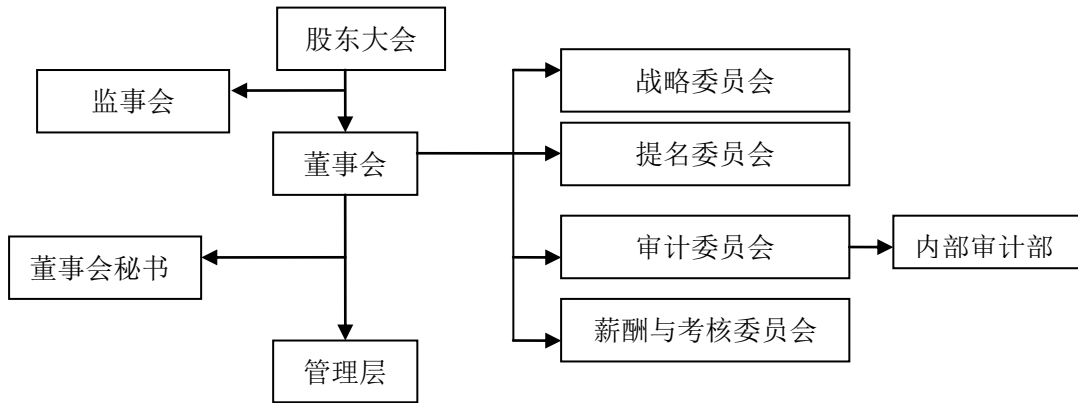 股东大会
监事会
战略委员会
提名委员会
董事会
审计委员会
内部审计部
董事会秘书
薪酬与考核委员会
管理层